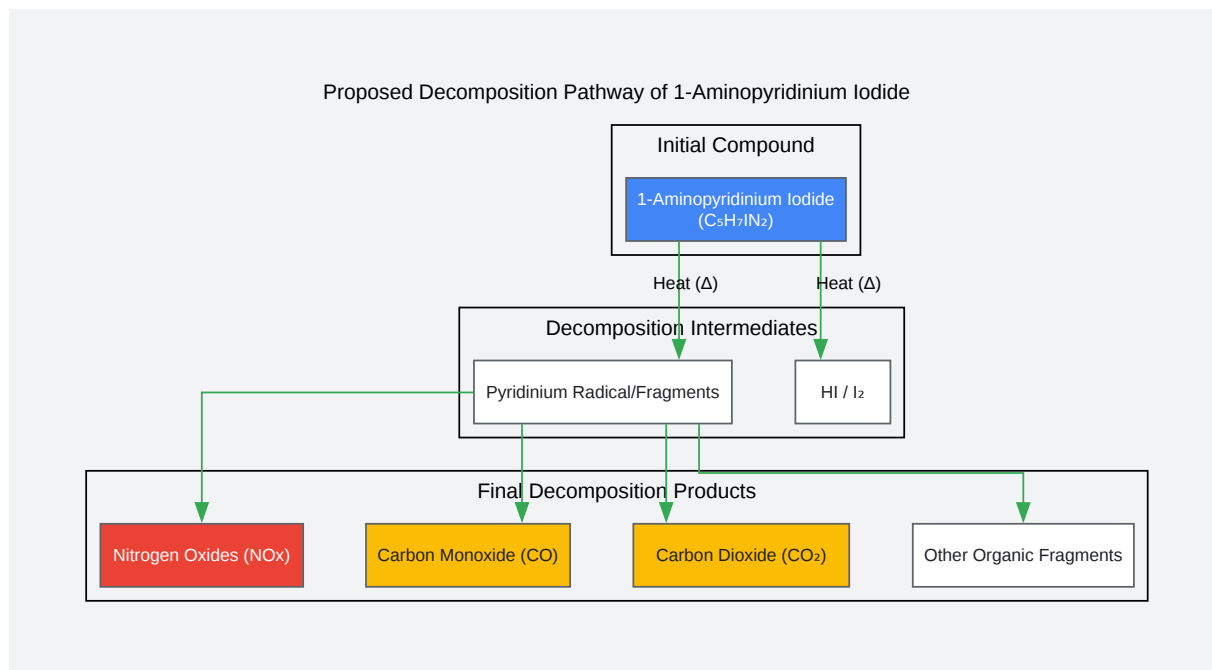 Proposed Decomposition Pathway of 1-Aminopyridinium Iodide
Initial Compound
1-Aminopyridinium Iodide
(C₅H₇IN₂)
Heat (Δ)
Heat (Δ)
Decomposition Intermediates
Pyridinium Radical/Fragments
HI / I₂
Final Decomposition Products
Nitrogen Oxides (NOx)
Carbon Monoxide (CO)
Carbon Dioxide (CO₂)
Other Organic Fragments